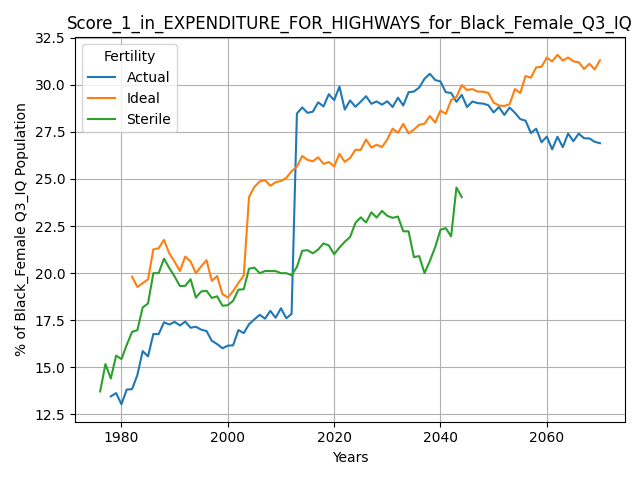 Score_1_in_EXPENDITURE_FOR_HIGHWAYS_for_Black_Female_Q3_IQ
Fertility
Actual
Ideal
Sterile
% of Black_Female Q3_IQ Population
32.5
30.0
27.5
25.0
22.5
20.0
17.5
15.0
12.5
1980
2000
2020
2040
2060
Years